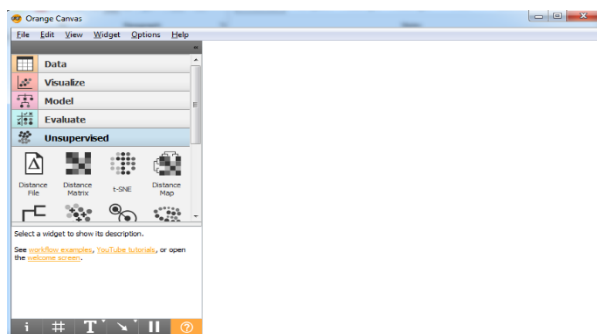 Orange Canvas
File Edit View Widget Options Help
Data
Visualize
Model
Evaluate
Unsupervised
Distance File
Distance Matrix
t-SNE
Distance Map
Select a widget to show its description.
See workflow examples, YouTube tutorials, or open
the welcome screen.
i # T ?